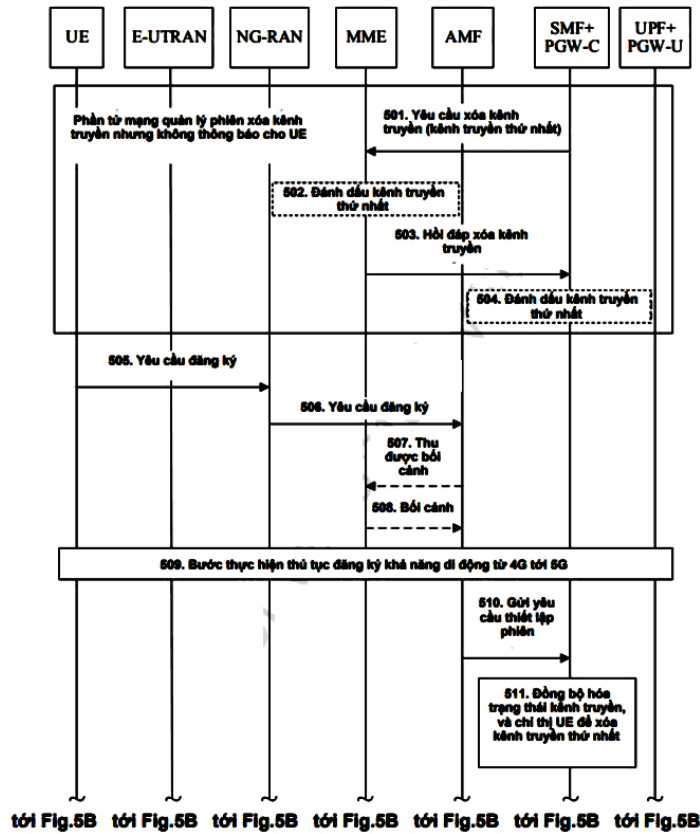 UE
E-UTRAN
NG-RAN
MME
AMF
SMF+
PGW-C
UPF+
PGW-U
Phần tử mạng quản lý phiên xóa kênh
truyền nhưng không thông báo cho UE
501. Yêu cầu xóa kênh
truyền (kênh truyền thứ nhất)
502. Đánh dấu kênh truyền
thứ nhất
503. Hồi đáp xóa kênh
truyền
504. Đánh dấu kênh truyền
thứ nhất
505. Yêu cầu đăng ký
506. Yêu cầu đăng ký
507. Thu
được bối
cảnh
508. Bối cảnh
509. Bước thực hiện thủ tục đăng ký khả năng di động từ 4G tới 5G
510. Gửi yêu
cầu thiết lập
phiên
511. Đồng bộ hóa
trạng thái kênh truyền,
và chỉ thị UE để xóa
kênh truyền thứ nhất
tới Fig.5B tới Fig.5B tới Fig.5B tới Fig.5B tới Fig.5B tới Fig.5B tới Fig.5B